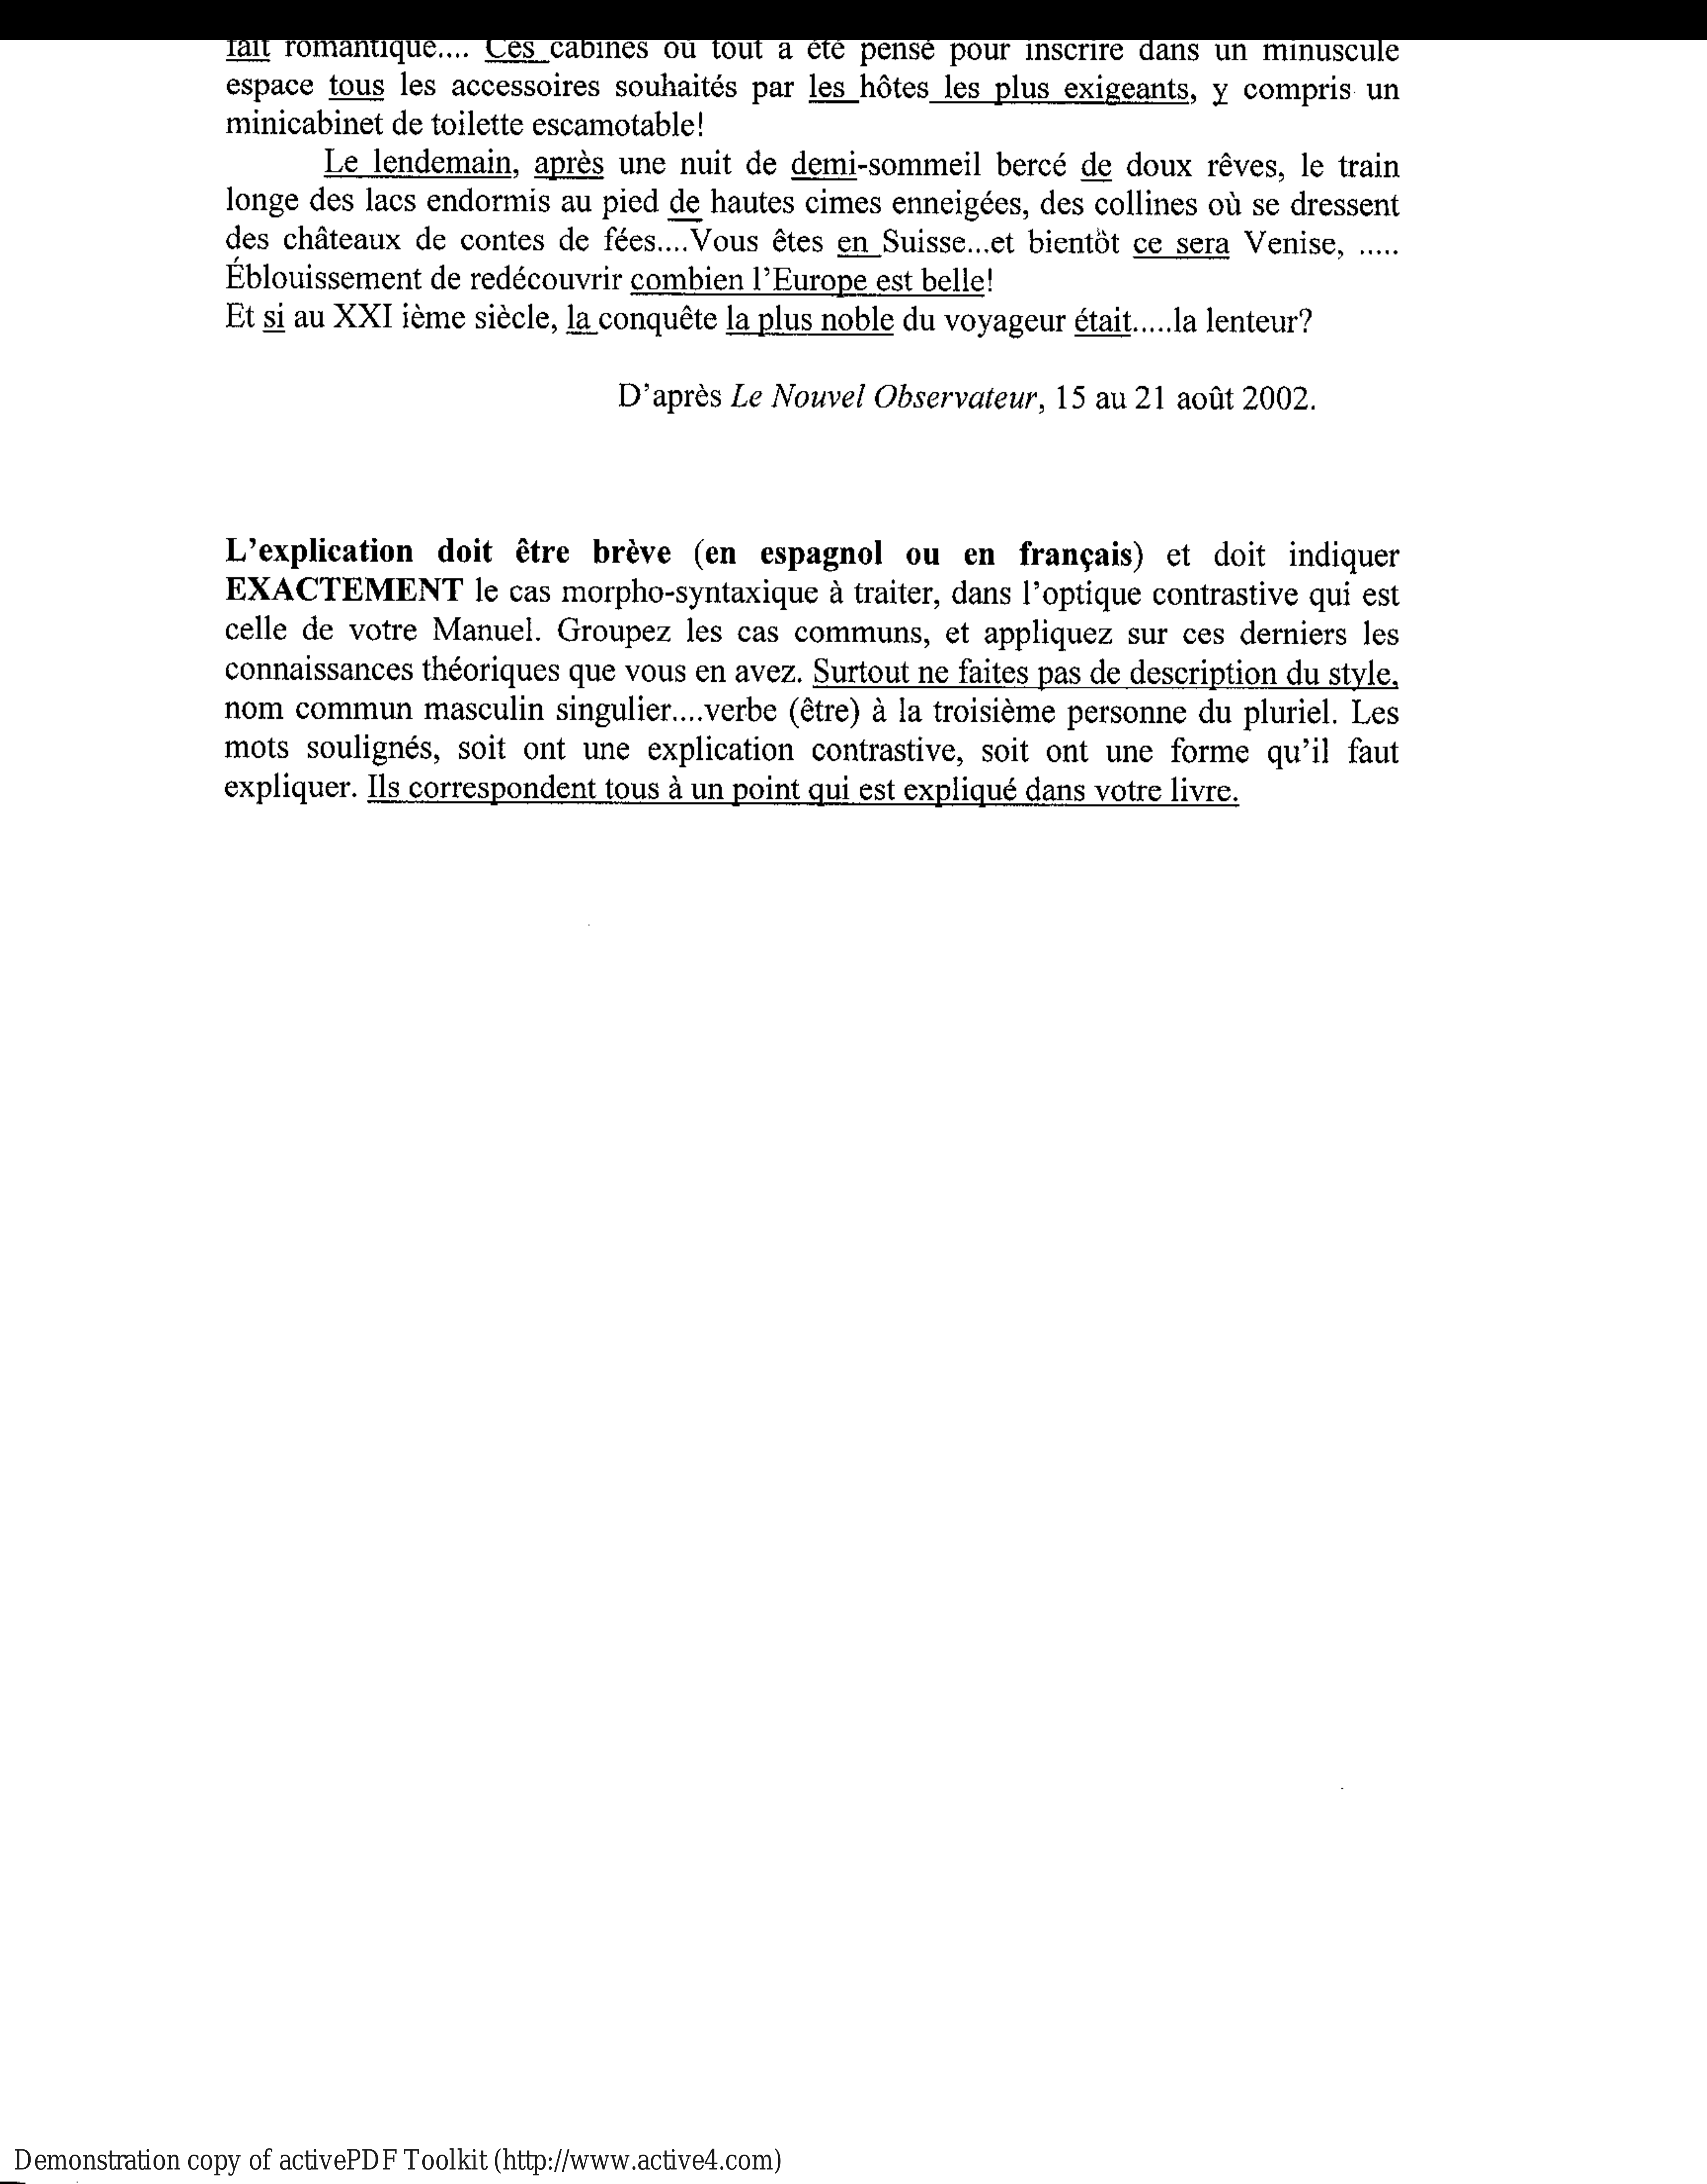 fait romantique.... Ces cabines où tout a été pensé pour inscrire dans un minuscule
espace tous les accessoires souhaités par les hôtes les plus exigeants, y compris un
minicabinet de toilette escamotable!
Le lendemain, après une nuit de demi-sommeil bercé de doux rêves, le train
longe des lacs endormis au pied de hautes cimes enneigées, des collines où se dressent
des châteaux de contes de fées....Vous êtes en Suisse...et bientôt ce sera Venise, .....
Éblouissement de redécouvrir combien l'Europe est belle!
Et si au XXI ième siècle, la conquête la plus noble du voyageur était.....la lenteur?
D'après Le Nouvel Observateur, 15 au 21 août 2002.
L'explication doit être brève (en espagnol ou en français) et doit indiquer
EXACTEMENT le cas morpho-syntaxique à traiter, dans l'optique contrastive qui est
celle de votre Manuel. Groupez les cas communs, et appliquez sur ces derniers les
connaissances théoriques que vous en avez. Surtout ne faites pas de description du style,
nom commun masculin singulier....verbe (être) à la troisième personne du pluriel. Les
mots soulignés, soit ont une explication contrastive, soit ont une forme qu'il faut
expliquer. Ils correspondent tous à un point qui est expliqué dans votre livre.
Demonstration copy of activePDF Toolkit (http://www.active4.com)